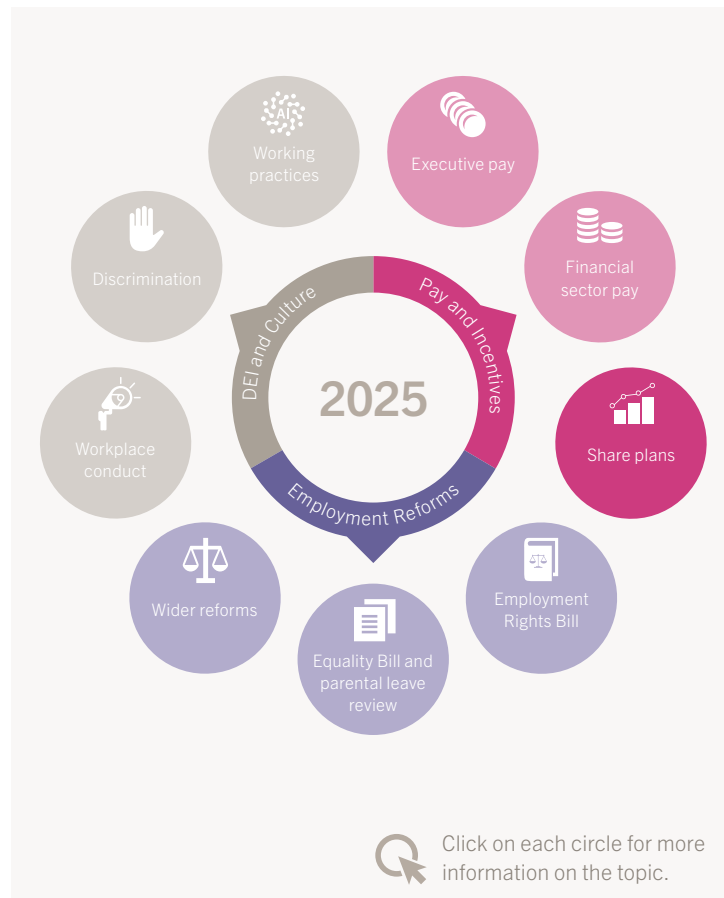 AI
Working
practices
Executive pay
Discrimination
Financial
sector pay
DEI and Culture
Pay and Incentives
2025
Workplace
conduct
Share plans
Employment Reforms
Wider reforms
Employment
Rights Bill
Equality Bill and
parental leave
review
Click on each circle for more
information on the topic.